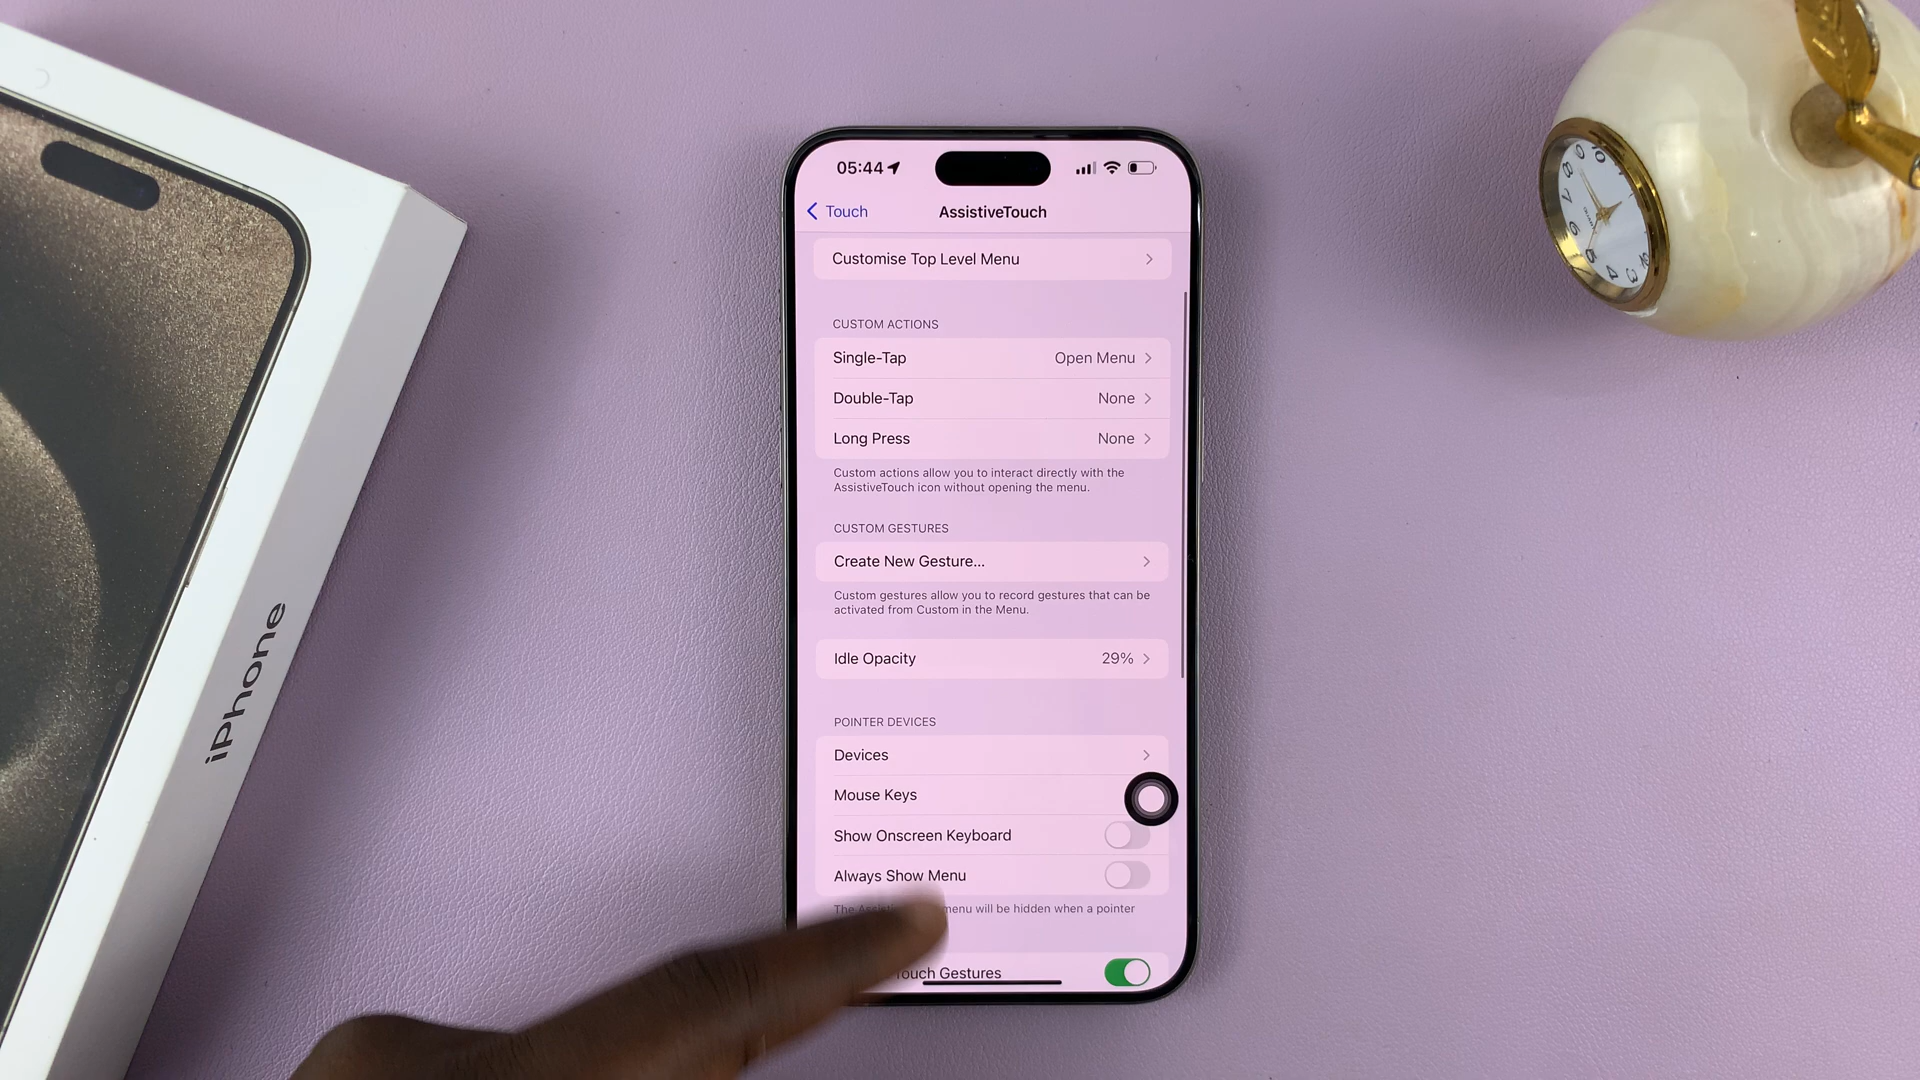 05:44
Touch
AssistiveTouch
Customise Top Level Menu
CUSTOM ACTIONS
Single-Tap Open Menu
Double-Tap None
Long Press None
Custom actions allow you to interact directly with the
AssistiveTouch icon without opening the menu.
CUSTOM GESTURES
Create New Gesture...
Custom gestures allow you to record gestures that can be
activated from Custom in the Menu.
Idle Opacity 29%
POINTER DEVICES
Devices
Mouse Keys
Show Onscreen Keyboard
Always Show Menu
The menu will be hidden when a pointer
Touch Gestures
iPhone